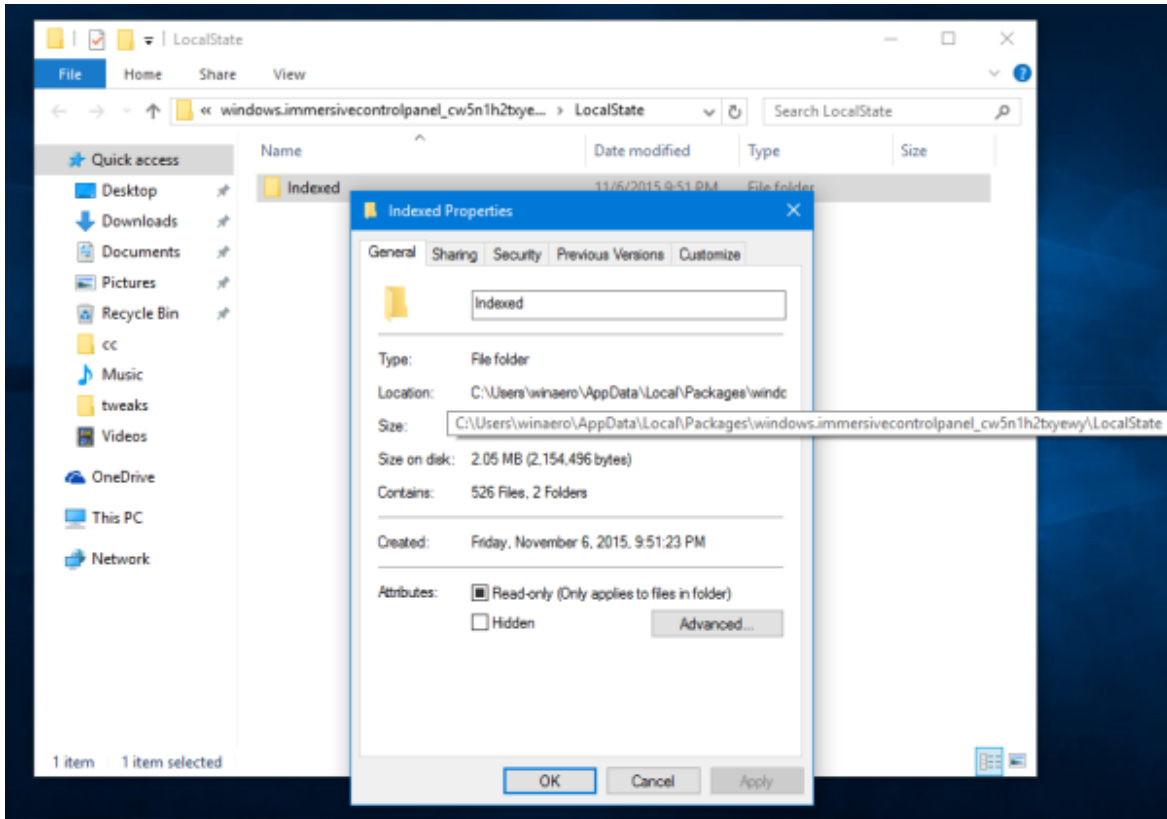 LocalState
File Home Share View
« windows.immersivecontrolpanel_cw5n1h2txye... > LocalState Search LocalState
Name Date modified Type Size
Quick access
Indexed 11/6/2015 9:51 PM File folder
Desktop
Downloads
Documents
Pictures
Recycle Bin
cc
Music
tweaks
Videos
OneDrive
This PC
Network
1 item 1 item selected
Indexed Properties
General Sharing Security Previous Versions Customize
Indexed
Type: File folder
Location: C:\Users\winaero\AppData\Local\Packages\windc
Size: C:\Users\winaero\AppData\Local\Packages\windows.immersivecontrolpanel_cw5n1h2txyewy\LocalState
Size on disk: 2.05 MB (2,154,496 bytes)
Contains: 526 Files, 2 Folders
Created: Friday, November 6, 2015, 9:51:23 PM
Attributes: Read-only (Only applies to files in folder)
Hidden Advanced...
OK Cancel Apply